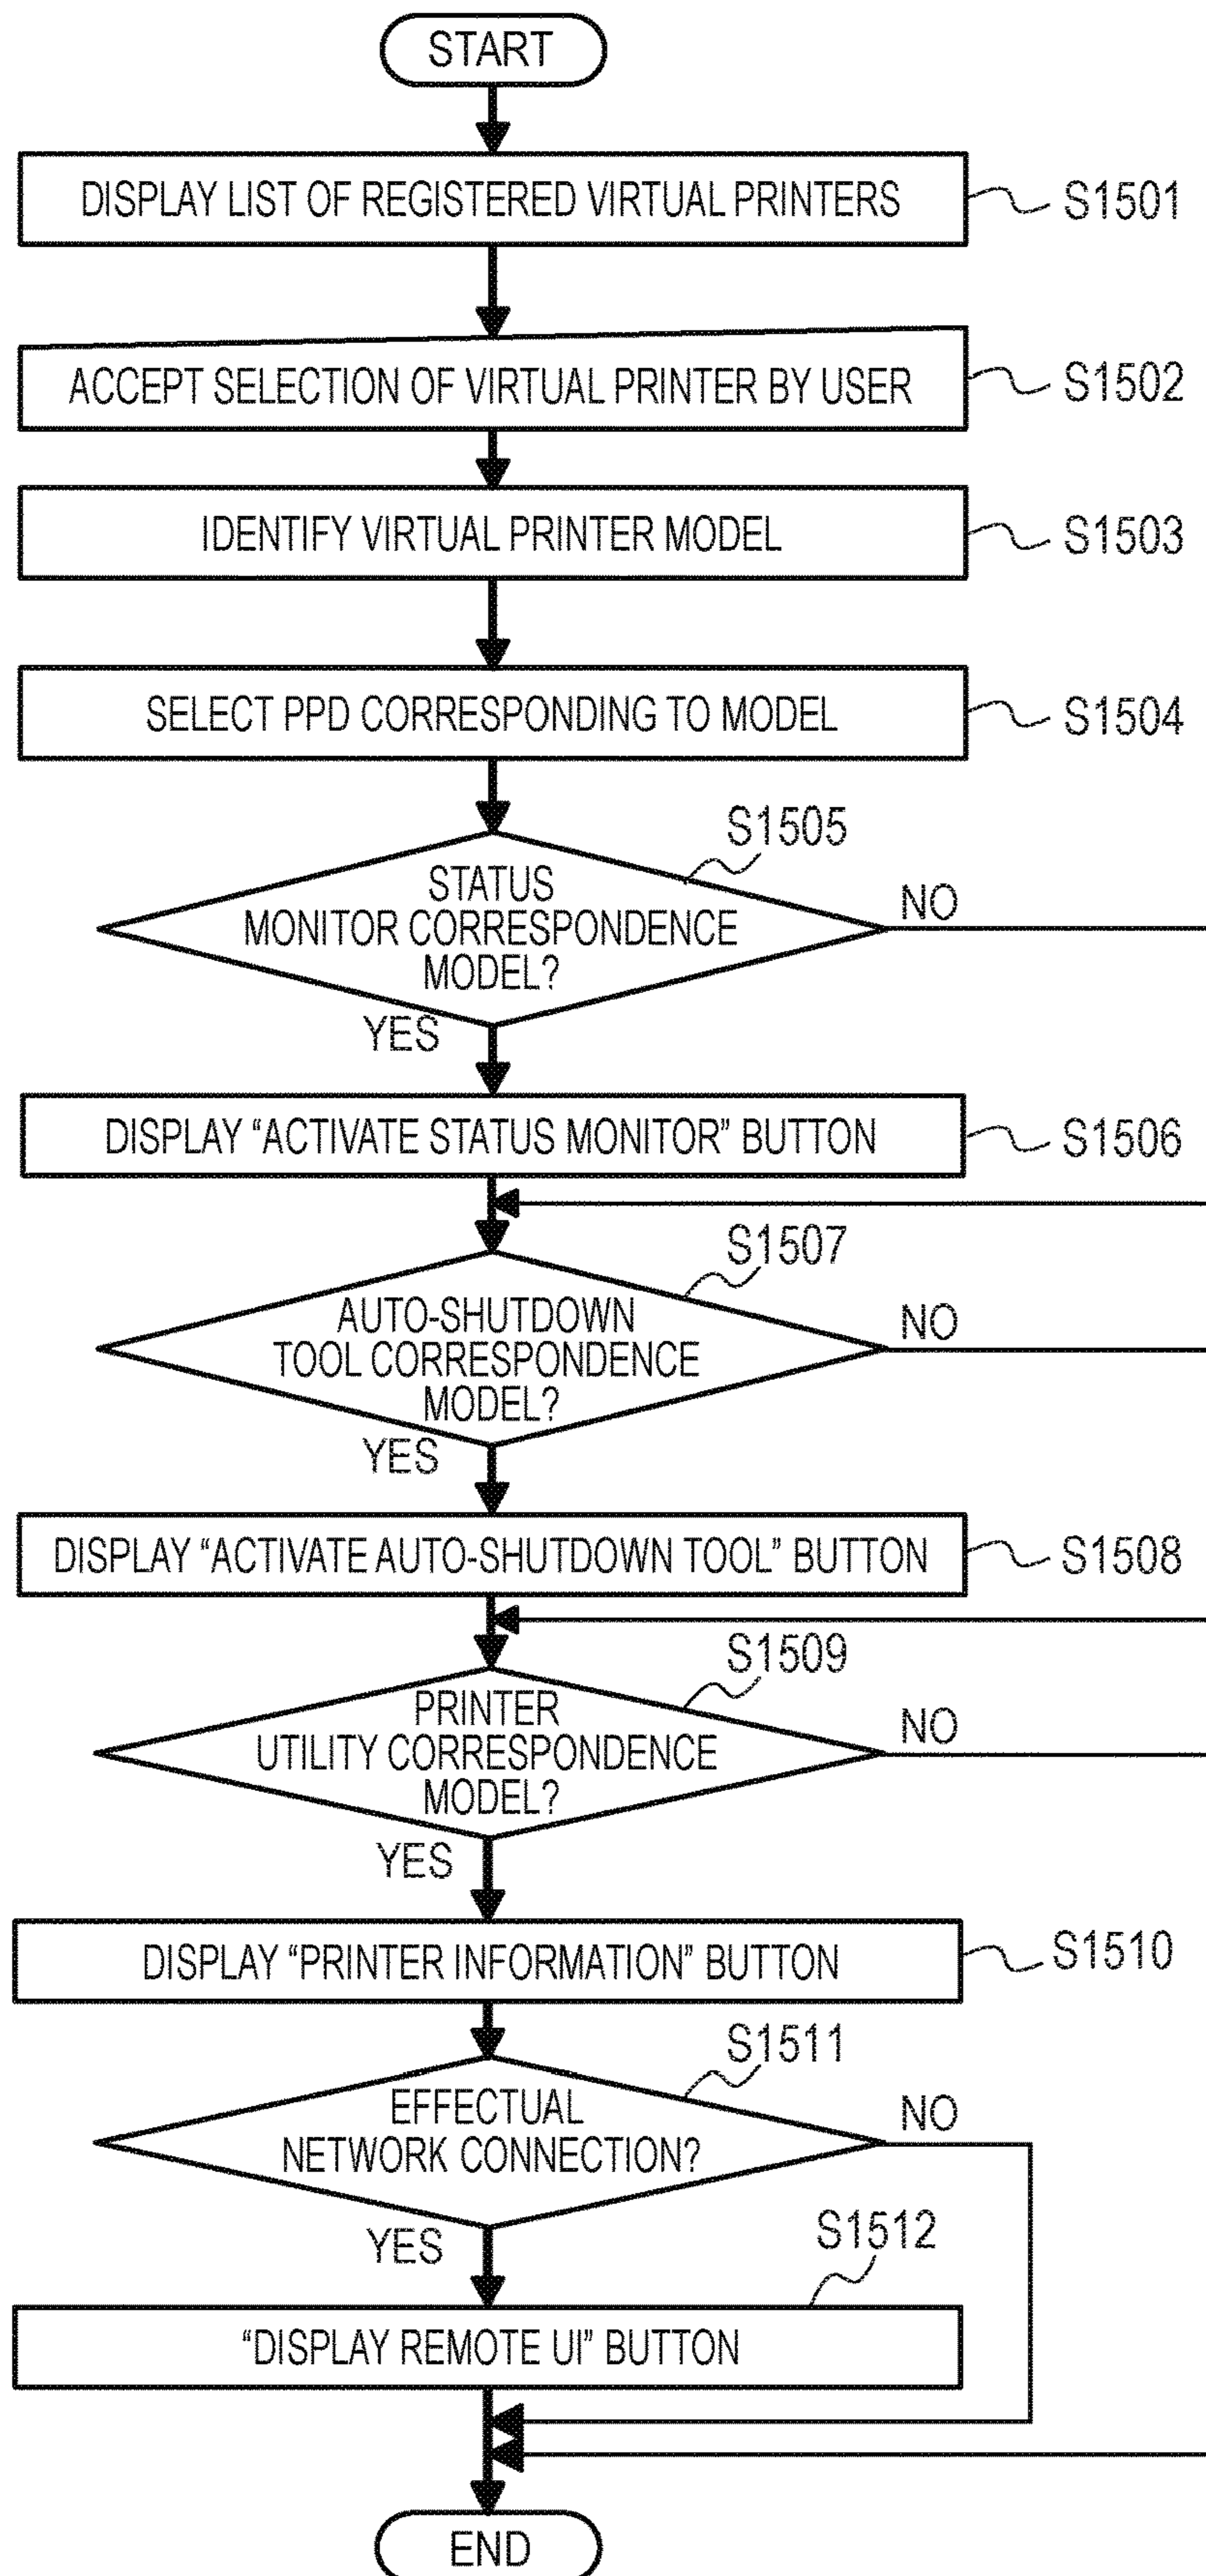 START
DISPLAY LIST OF REGISTERED VIRTUAL PRINTERS
S1501
ACCEPT SELECTION OF VIRTUAL PRINTER BY USER
S1502
IDENTIFY VIRTUAL PRINTER MODEL
S1503
SELECT PPD CORRESPONDING TO MODEL
S1504
S1505
STATUS
MONITOR CORRESPONDENCE
MODEL?
NO
YES
DISPLAY “ACTIVATE STATUS MONITOR” BUTTON
S1506
S1507
AUTO-SHUTDOWN
TOOL CORRESPONDENCE
MODEL?
NO
YES
DISPLAY “ACTIVATE AUTO-SHUTDOWN TOOL” BUTTON
S1508
S1509
PRINTER
UTILITY CORRESPONDENCE
MODEL?
NO
YES
DISPLAY “PRINTER INFORMATION” BUTTON
S1510
S1511
EFFECTUAL
NETWORK CONNECTION?
NO
YES
S1512
“DISPLAY REMOTE UI” BUTTON
END